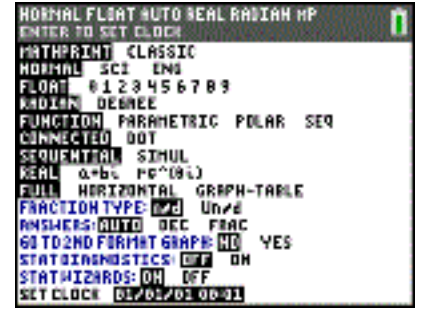 NORMAL FLOAT AUTO REAL RADIAN MP
ENTER TO SET CLOCK
MATHPRINT CLASSIC
NORMAL SCI ENG
FLOAT 0 1 2 3 4 5 6 7 8 9
RADIAN DEGREE
FUNCTION PARAMETRIC POLAR SEQ
CONNECTED DOT
SEQUENTIAL SIMUL
REAL a+bi re^(θi)
FULL HORIZONTAL GRAPH-TABLE
FRACTION TYPE: n/d Un/d
ANSWERS: AUTO DEC FRAC
GO TO 2ND FORMAT GRAPH: NO YES
STAT DIAGNOSTICS: OFF ON
STAT WIZARDS: ON OFF
SET CLOCK 01/01/01 00:01